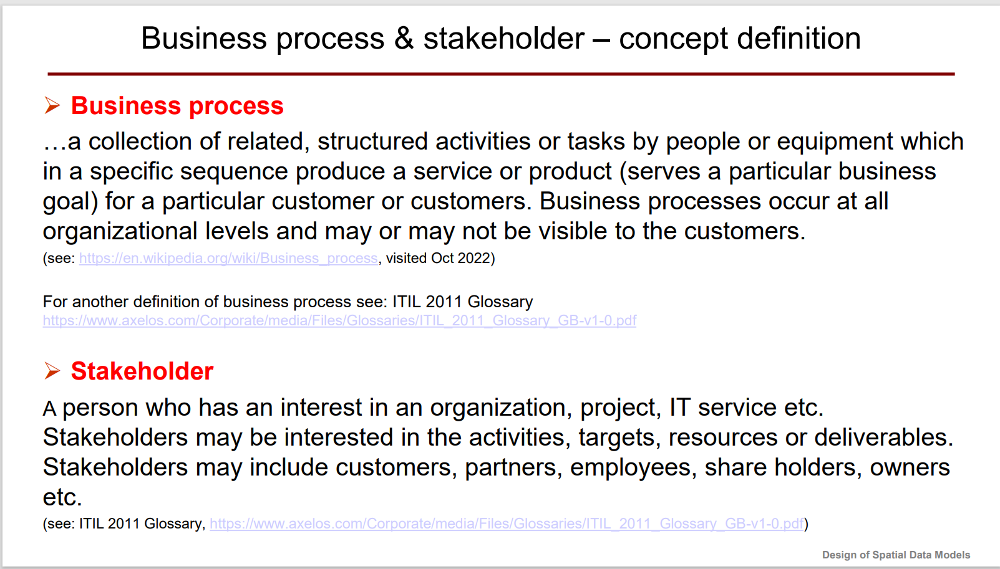 Business process & stakeholder – concept definition
➢ Business process
…a collection of related, structured activities or tasks by people or equipment which
in a specific sequence produce a service or product (serves a particular business
goal) for a particular customer or customers. Business processes occur at all
organizational levels and may or may not be visible to the customers.
(see: https://en.wikipedia.org/wiki/Business_process, visited Oct 2022)
For another definition of business process see: ITIL 2011 Glossary
https://www.axelos.com/Corporate/media/Files/Glossaries/ITIL_2011_Glossary_GB-v1-0.pdf
➢ Stakeholder
A person who has an interest in an organization, project, IT service etc.
Stakeholders may be interested in the activities, targets, resources or deliverables.
Stakeholders may include customers, partners, employees, share holders, owners
etc.
(see: ITIL 2011 Glossary, https://www.axelos.com/Corporate/media/Files/Glossaries/ITIL_2011_Glossary_GB-v1-0.pdf)
Design of Spatial Data Models